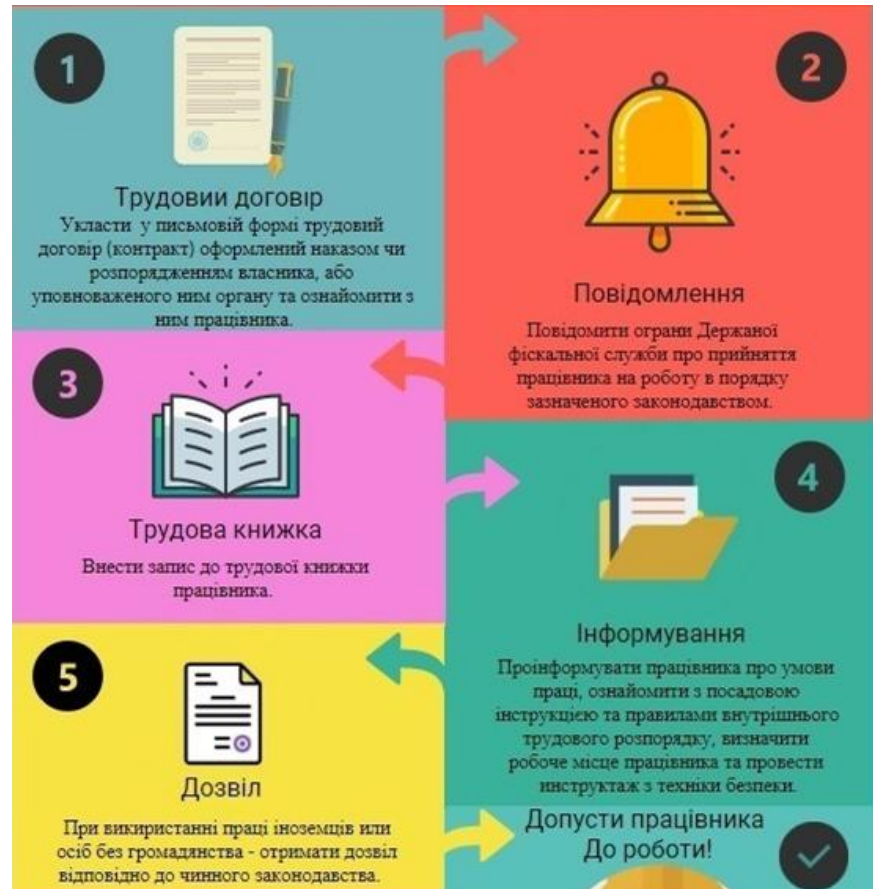 1
Трудовии договір
Укласти у письмовій формі трудовий
договір (контракт) оформлений наказом чи
розпорядженням власника, або
уповноваженого ним органу та ознайомити з
ним працівника.
2
Повідомлення
Повідомити ограни Держаної
фіскальної служби про прийняття
працівника на роботу в порядку
зазначеного законодавством.
3
Трудова книжка
Внести запис до трудової книжки
працівника.
4
Інформування
Проінформувати працівника про умови
праці, ознайомити з посадовою
інструкцією та правилами внутрішнього
трудового розпорядку, визначити
робоче місце працівника та провести
инструктаж з техніки безпеки.
5
Дозвіл
При викиристанні праці іноземців или
осіб без громадянства - отримати дозвіл
відповідно до чинного законодавства.
Допусти працівника
До роботи!